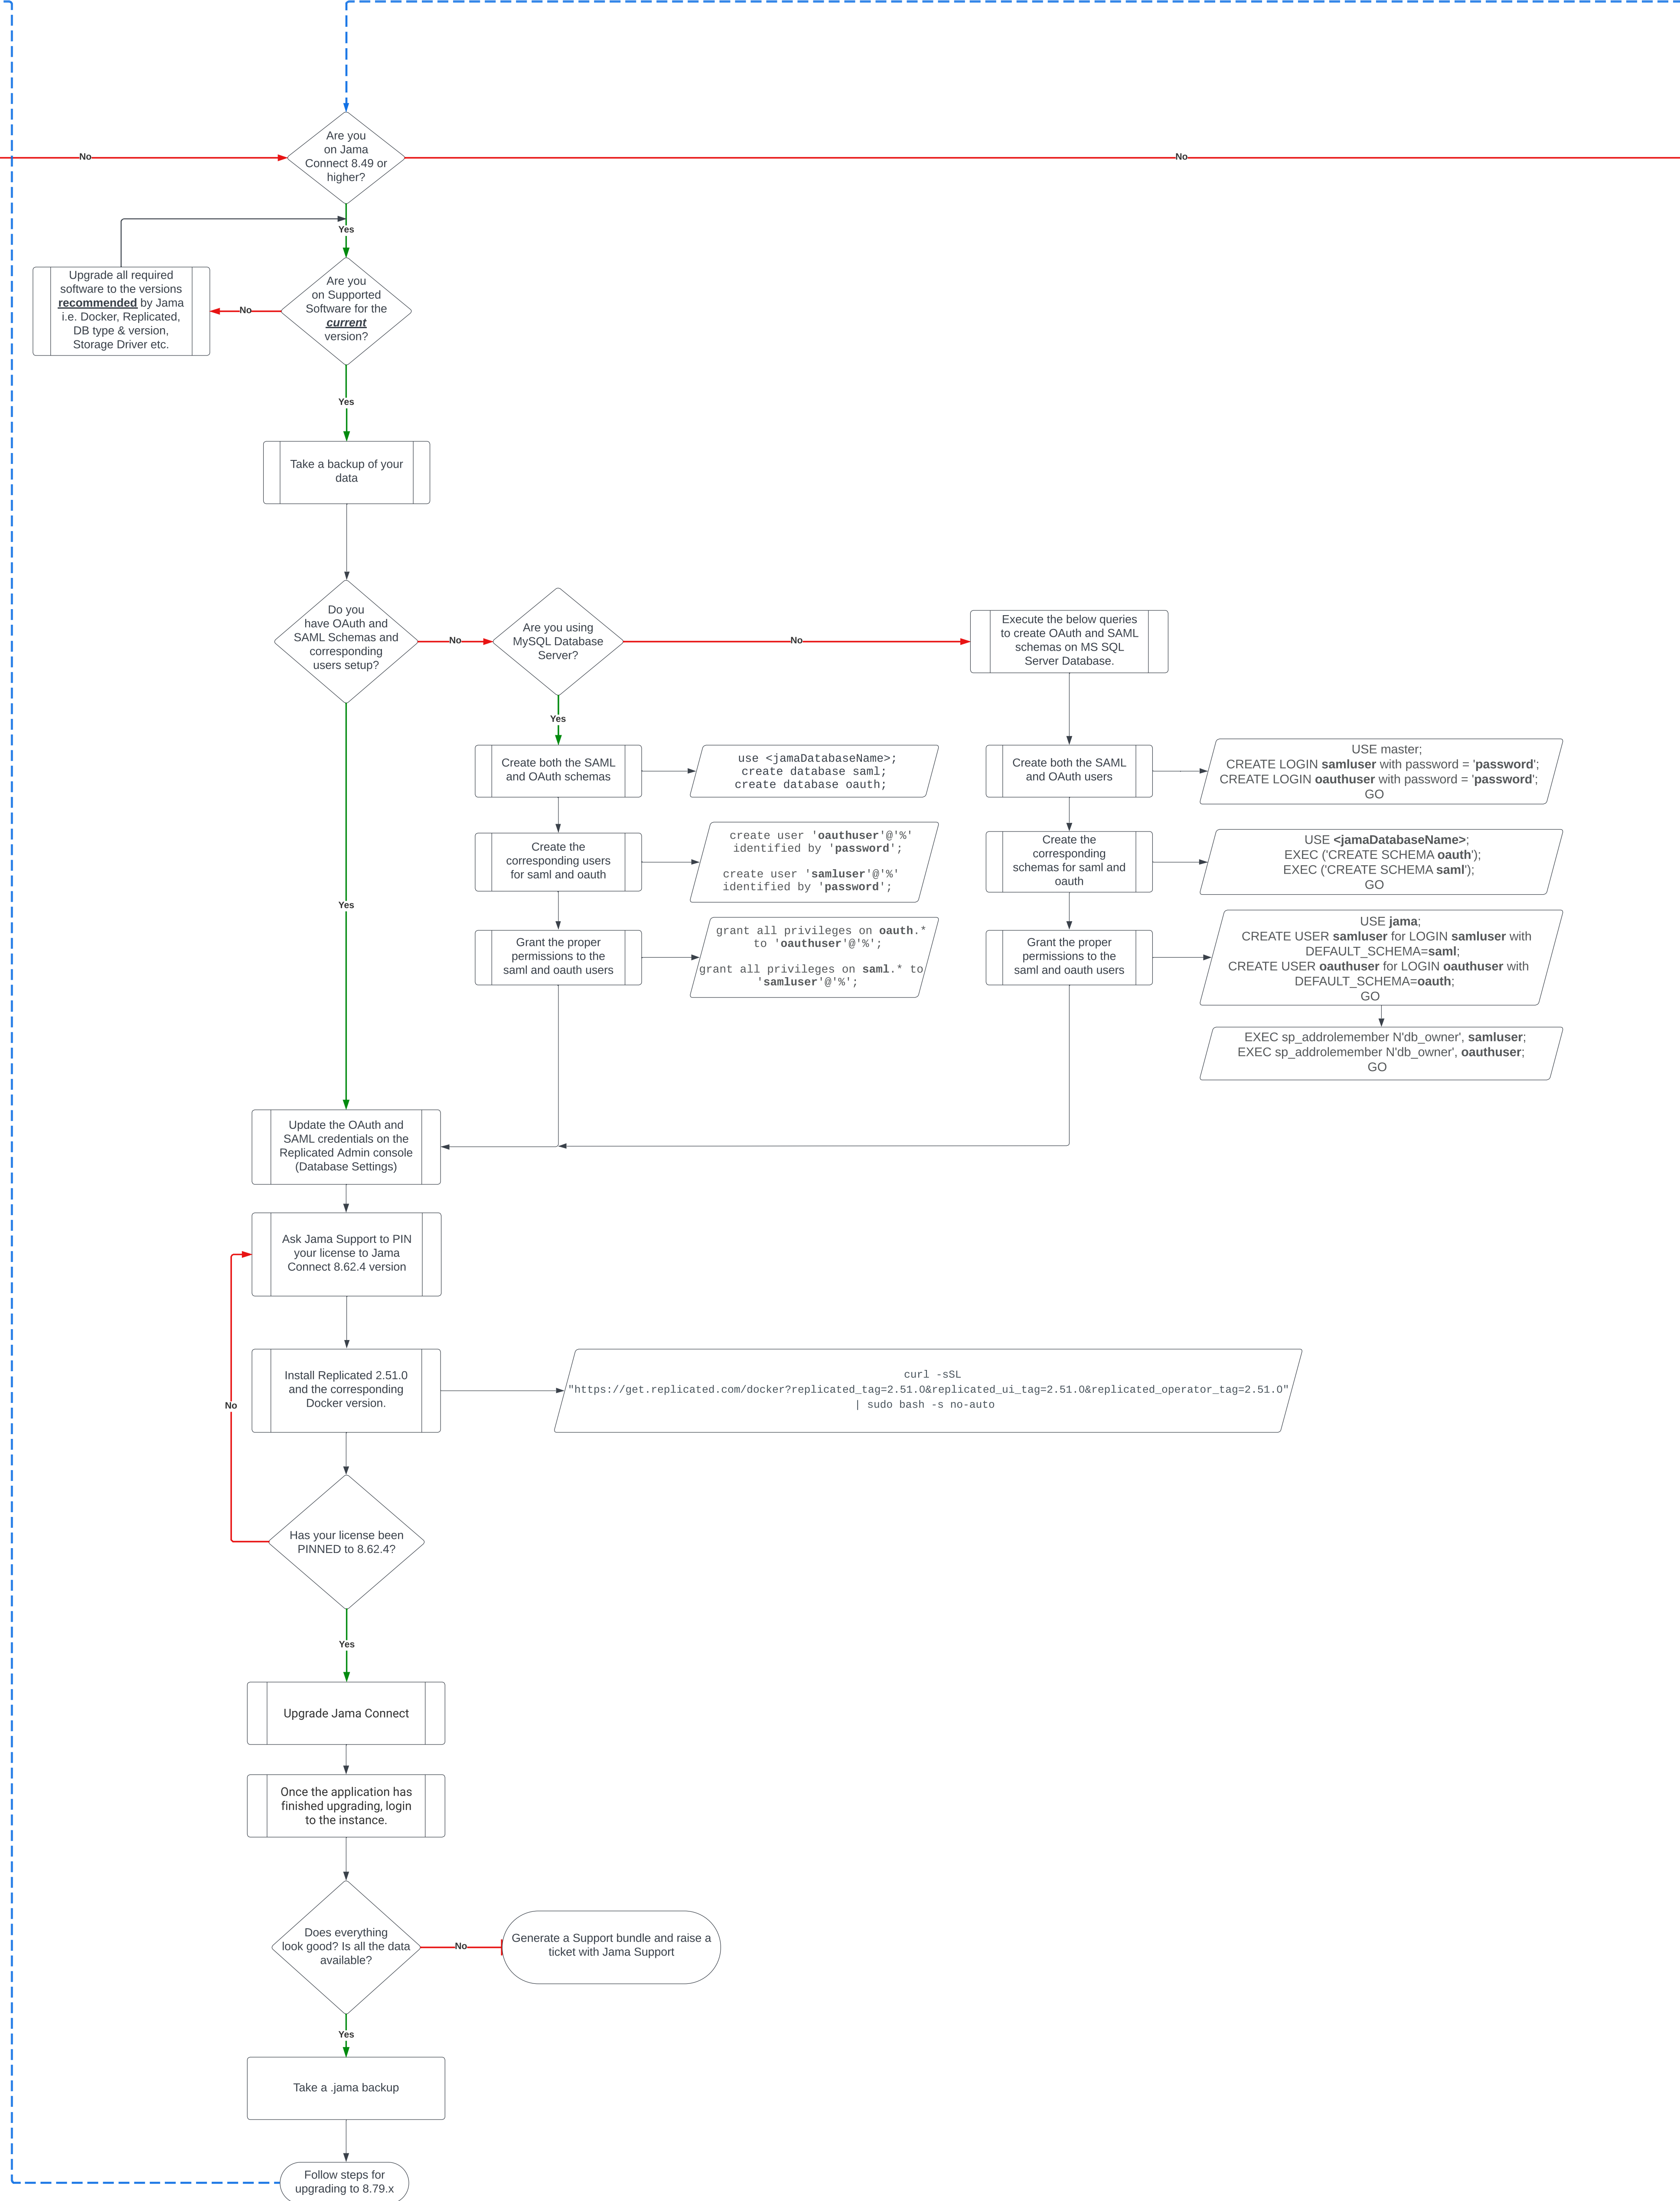 Are you
on Jama
Connect 8.49 or
higher?
No
No
Yes
Upgrade all required
software to the versions
recommended by Jama
i.e. Docker, Replicated,
DB type & version,
Storage Driver etc.
No
Are you
on Supported
Software for the
current
version?
Yes
Take a backup of your
data
Do you
have OAuth and
SAML Schemas and
corresponding
users setup?
No
Are you using
MySQL Database
Server?
No
Execute the below queries
to create OAuth and SAML
schemas on MS SQL
Server Database.
Yes
Create both the SAML
and OAuth schemas
use <jamaDatabaseName>;
create database saml;
create database oauth;
Create both the SAML
and OAuth users
USE master;
CREATE LOGIN samluser with password = 'password';
CREATE LOGIN oauthuser with password = 'password';
GO
Create the
corresponding users
for saml and oauth
create user 'oauthuser'@'%'
identified by 'password';
create user 'samluser'@'%'
identified by 'password';
Create the
corresponding
schemas for saml and
oauth
USE <jamaDatabaseName>;
EXEC ('CREATE SCHEMA oauth');
EXEC ('CREATE SCHEMA saml');
GO
Yes
Grant the proper
permissions to the
saml and oauth users
grant all privileges on oauth.*
to 'oauthuser'@'%';
grant all privileges on saml.* to
'samluser'@'%';
Grant the proper
permissions to the
saml and oauth users
USE jama;
CREATE USER samluser for LOGIN samluser with
DEFAULT_SCHEMA=saml;
CREATE USER oauthuser for LOGIN oauthuser with
DEFAULT_SCHEMA=oauth;
GO
EXEC sp_addrolemember N'db_owner', samluser;
EXEC sp_addrolemember N'db_owner', oauthuser;
GO
Update the OAuth and
SAML credentials on the
Replicated Admin console
(Database Settings)
Ask Jama Support to PIN
your license to Jama
Connect 8.62.4 version
Install Replicated 2.51.0
and the corresponding
Docker version.
curl -sSL
"https://get.replicated.com/docker?replicated_tag=2.51.0&replicated_ui_tag=2.51.0&replicated_operator_tag=2.51.0"
| sudo bash -s no-auto
No
Has your license been
PINNED to 8.62.4?
Yes
Upgrade Jama Connect
Once the application has
finished upgrading, login
to the instance.
Does everything
look good? Is all the data
available?
No
Generate a Support bundle and raise a
ticket with Jama Support
Yes
Take a .jama backup
Follow steps for
upgrading to 8.79.x